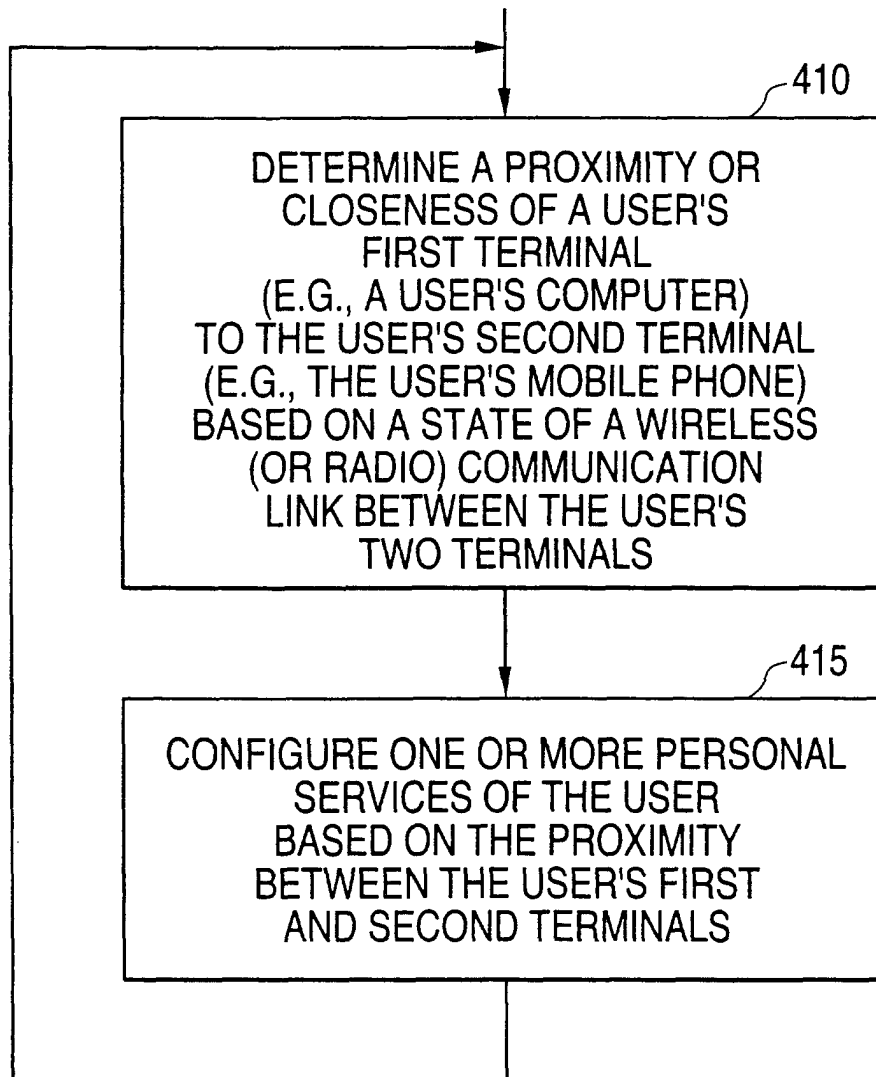 410
DETERMINE A PROXIMITY OR
CLOSENESS OF A USER'S
FIRST TERMINAL
(E.G., A USER'S COMPUTER)
TO THE USER'S SECOND TERMINAL
(E.G., THE USER'S MOBILE PHONE)
BASED ON A STATE OF A WIRELESS
(OR RADIO) COMMUNICATION
LINK BETWEEN THE USER'S
TWO TERMINALS
415
CONFIGURE ONE OR MORE PERSONAL
SERVICES OF THE USER
BASED ON THE PROXIMITY
BETWEEN THE USER'S FIRST
AND SECOND TERMINALS